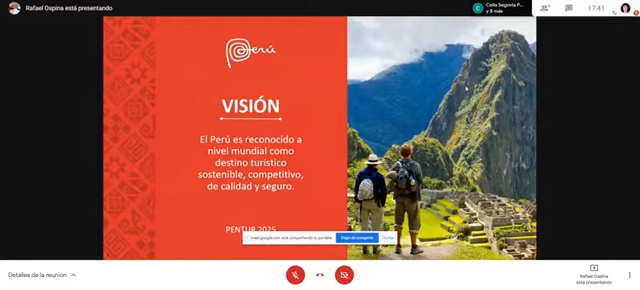 Rafael Ospina está presentando
C
Celia Segovia P...
y 8 más
17:41
Perú
VISIÓN
El Perú es reconocido a
nivel mundial como
destino turístico
sostenible, competitivo,
de calidad y seguro.
PENTUR 2025
meet.google.com está compartiendo tu pantalla.
Dejar de compartir
Ocultar
Detalles de la reunión
Rafael Ospina
está presentando